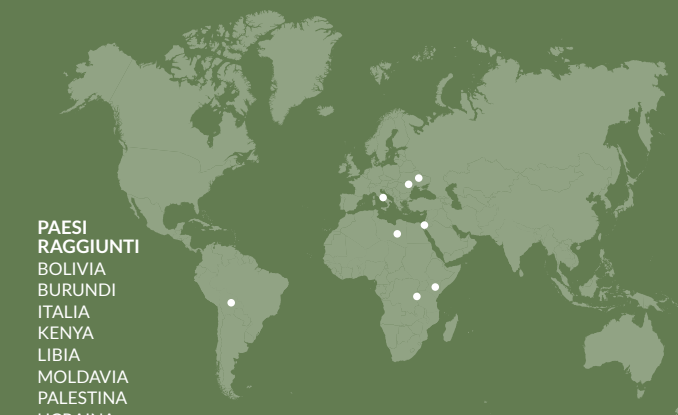 PAESI
RAGGIUNTI
BOLIVIA
BURUNDI
ITALIA
KENYA
LIBIA
MOLDAVIA
PALESTINA